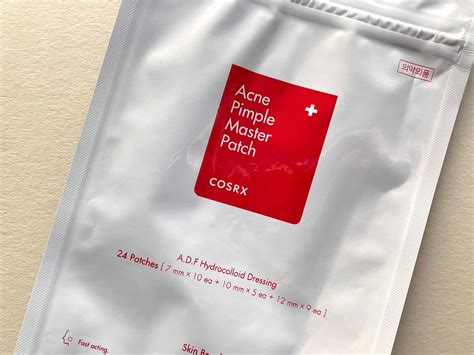 의약외품
Acne
Pimple
Master
Patch
COSRX
A.D.F Hydrocolloid Dressing
24 Patches [ 7 mm × 10 ea + 10 mm × 5 ea + 12 mm × 9 ea ]
Fast acting.
Skin